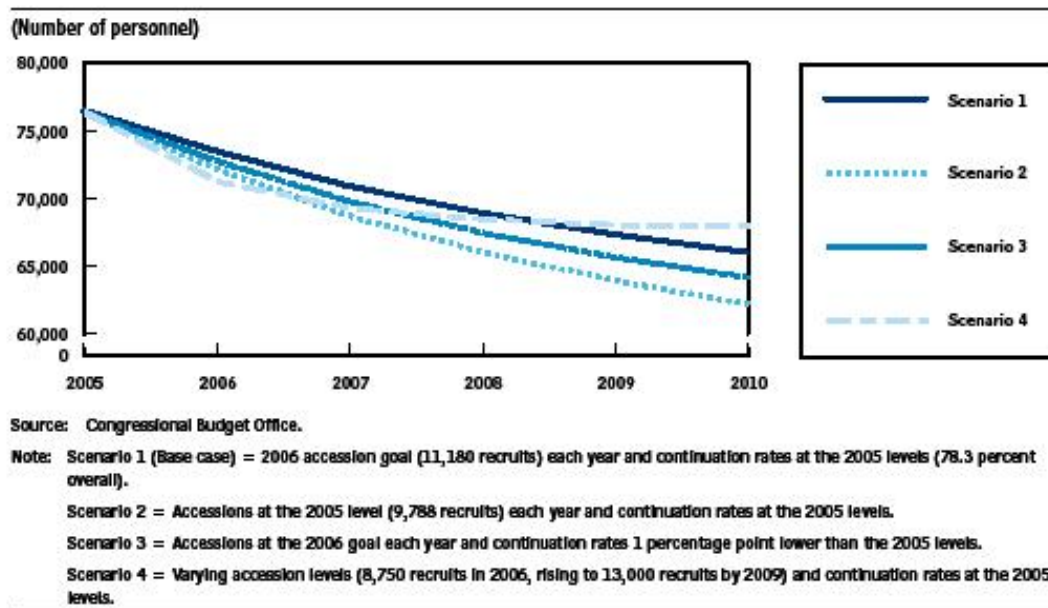 (Number of personnel)
80,000
75,000
70,000
65,000
60,000
0
2005 2006 2007 2008 2009 2010
Scenario 1
Scenario 2
Scenario 3
Scenario 4
Source: Congressional Budget Office.
Note: Scenario 1 (Base case) = 2006 accession goal (11,180 recruits) each year and continuation rates at the 2005 levels (78.3 percent
overall).
Scenario 2 = Accessions at the 2005 level (9,788 recruits) each year and continuation rates at the 2005 levels.
Scenario 3 = Accessions at the 2006 goal each year and continuation rates 1 percentage point lower than the 2005 levels.
Scenario 4 = Varying accession levels (8,750 recruits in 2006, rising to 13,000 recruits by 2009) and continuation rates at the 2005
levels.